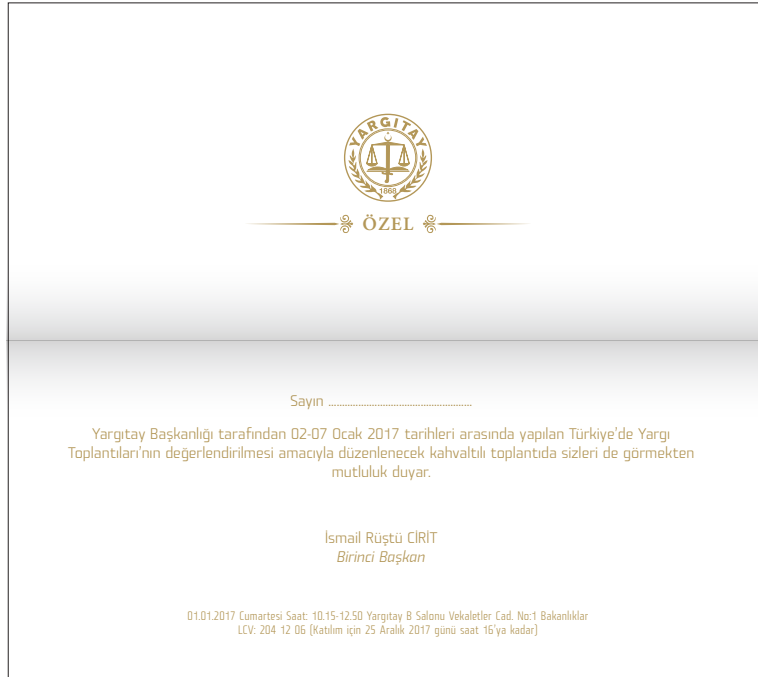 YARGITAY
1868
ÖZEL
Sayın ....................................................
Yargıtay Başkanlığı tarafından 02-07 Ocak 2017 tarihleri arasında yapılan Türkiye'de Yargı
Toplantıları'nın değerlendirilmesi amacıyla düzenlenecek kahvaltılı toplantıda sizleri de görmekten
mutluluk duyar.
İsmail Rüştü CİRİT
Birinci Başkan
01.01.2017 Cumartesi Saat: 10.15-12.50 Yargıtay B Salonu Vekaletler Cad. No:1 Bakanlıklar
LCV: 204 12 06 (Katılım için 25 Aralık 2017 günü saat 16'ya kadar)